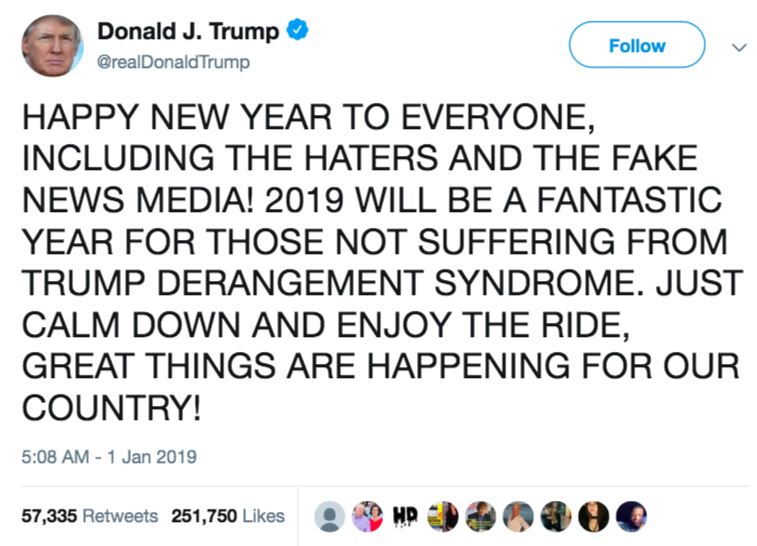 Donald J. Trump
@realDonaldTrump
Follow
HAPPY NEW YEAR TO EVERYONE,
INCLUDING THE HATERS AND THE FAKE
NEWS MEDIA! 2019 WILL BE A FANTASTIC
YEAR FOR THOSE NOT SUFFERING FROM
TRUMP DERANGEMENT SYNDROME. JUST
CALM DOWN AND ENJOY THE RIDE,
GREAT THINGS ARE HAPPENING FOR OUR
COUNTRY!
5:08 AM - 1 Jan 2019
57,335 Retweets 251,750 Likes
HD